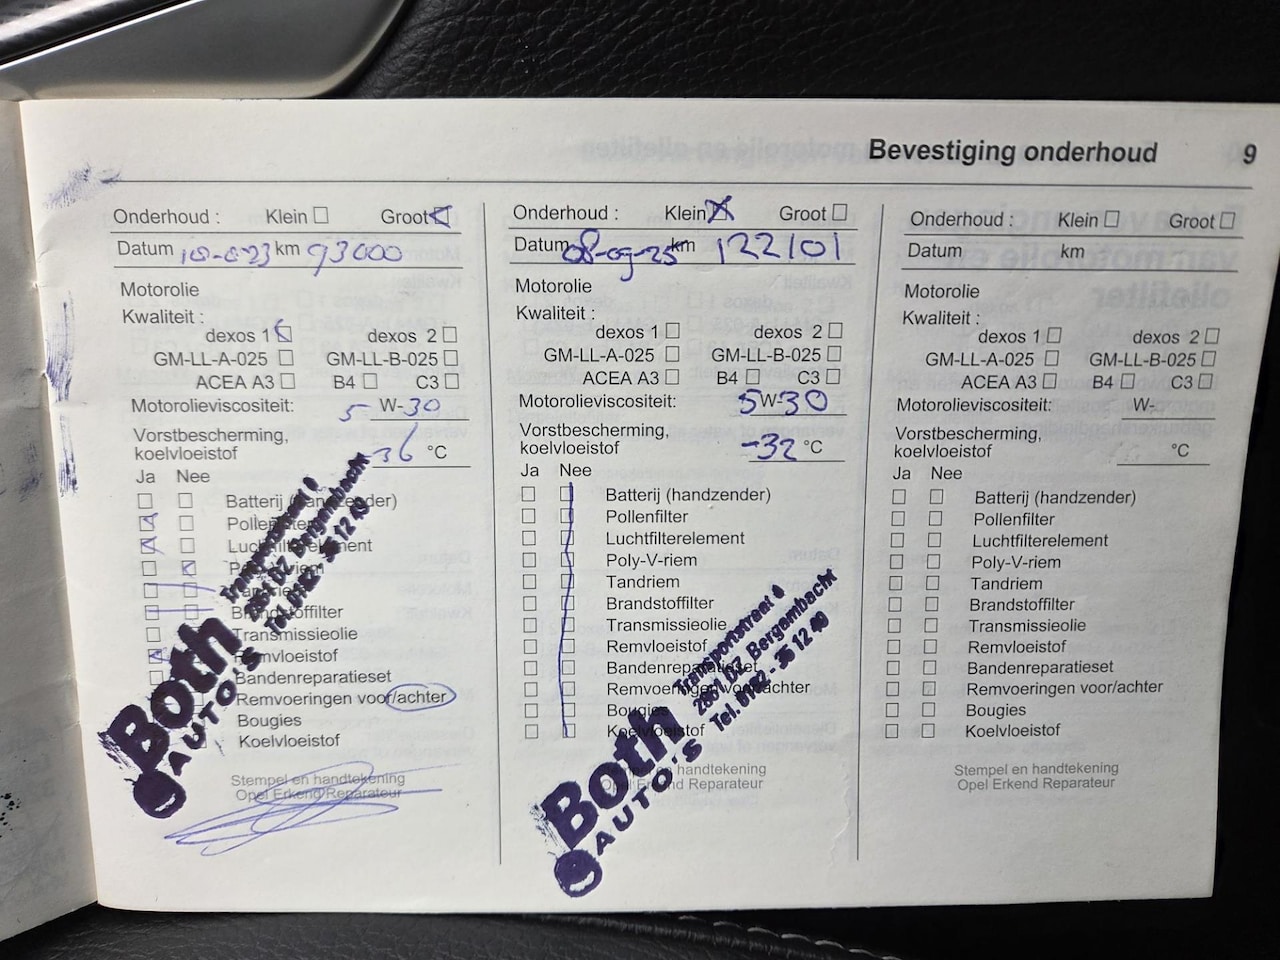 Bevestiging onderhoud 9
Onderhoud : Klein Groot
Datum km 93000
Motorolie
Kwaliteit :
dexos 1 dexos 2
GM-LL-A-025 GM-LL-B-025
ACEA A3 B4 C3
Motorolieviscositeit: 5 W-30
Vorstbescherming,
koelvloeistof -36 °C
Ja Nee
Batterij (handzender)
Pollenfilter
Luchtfilterelement
Poly-V-riem
Tandriem
Brandstoffilter
Transmissieolie
Remvloeistof
Bandenreparatieset
Remvoeringen voor/achter
Bougies
Koelvloeistof
Stempel en handtekening
Opel Erkend Reparateur
Both
AUTO'S
Transportstraat 6
2861 DZ Bergambacht
Tel. 0182 - 35 12 49
Onderhoud : Klein Groot
Datum 08-09-25 km 122101
Motorolie
Kwaliteit :
dexos 1 dexos 2
GM-LL-A-025 GM-LL-B-025
ACEA A3 B4 C3
Motorolieviscositeit: 5W-30
Vorstbescherming,
koelvloeistof -32 °C
Ja Nee
Batterij (handzender)
Pollenfilter
Luchtfilterelement
Poly-V-riem
Tandriem
Brandstoffilter
Transmissieolie
Remvloeistof
Bandenreparatieset
Remvoeringen voor/achter
Bougies
Koelvloeistof
Stempel en handtekening
Opel Erkend Reparateur
Both
AUTO'S
Transportstraat 6
2861 DZ Bergambacht
Tel. 0182 - 35 12 49
Onderhoud : Klein Groot
Datum km
Motorolie
Kwaliteit :
dexos 1 dexos 2
GM-LL-A-025 GM-LL-B-025
ACEA A3 B4 C3
Motorolieviscositeit: W-
Vorstbescherming,
koelvloeistof °C
Ja Nee
Batterij (handzender)
Pollenfilter
Luchtfilterelement
Poly-V-riem
Tandriem
Brandstoffilter
Transmissieolie
Remvloeistof
Bandenreparatieset
Remvoeringen voor/achter
Bougies
Koelvloeistof
Stempel en handtekening
Opel Erkend Reparateur